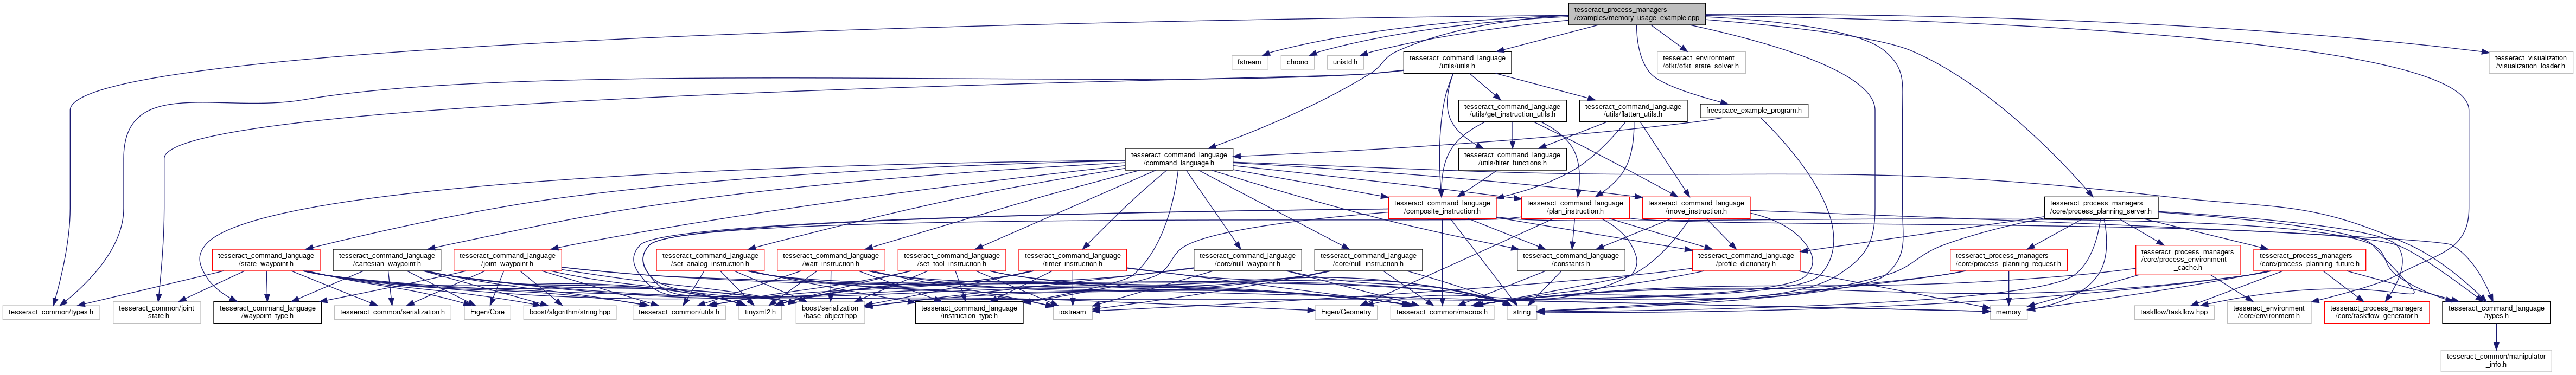 tesseract_process_managers
/examples/memory_usage_example.cpp
fstream
chrono
unistd.h
tesseract_command_language
/utils/utils.h
tesseract_environment
/ofkt/ofkt_state_solver.h
tesseract_visualization
/visualization_loader.h
tesseract_command_language
/utils/get_instruction_utils.h
tesseract_command_language
/utils/flatten_utils.h
freespace_example_program.h
tesseract_command_language
/command_language.h
tesseract_command_language
/utils/filter_functions.h
tesseract_command_language
/composite_instruction.h
tesseract_command_language
/plan_instruction.h
tesseract_command_language
/move_instruction.h
tesseract_process_managers
/core/process_planning_server.h
tesseract_command_language
/state_waypoint.h
tesseract_command_language
/cartesian_waypoint.h
tesseract_command_language
/joint_waypoint.h
tesseract_command_language
/set_analog_instruction.h
tesseract_command_language
/wait_instruction.h
tesseract_command_language
/set_tool_instruction.h
tesseract_command_language
/timer_instruction.h
tesseract_command_language
/core/null_waypoint.h
tesseract_command_language
/core/null_instruction.h
tesseract_command_language
/constants.h
tesseract_command_language
/profile_dictionary.h
tesseract_process_managers
/core/process_planning_request.h
tesseract_process_managers
/core/process_environment
_cache.h
tesseract_process_managers
/core/process_planning_future.h
tesseract_common/types.h
tesseract_common/joint
_state.h
tesseract_command_language
/waypoint_type.h
tesseract_common/serialization.h
Eigen/Core
boost/algorithm/string.hpp
tesseract_common/utils.h
tinyxml2.h
boost/serialization
/base_object.hpp
tesseract_command_language
/instruction_type.h
iostream
Eigen/Geometry
tesseract_common/macros.h
string
memory
taskflow/taskflow.hpp
tesseract_environment
/core/environment.h
tesseract_process_managers
/core/taskflow_generator.h
tesseract_command_language
/types.h
tesseract_common/manipulator
_info.h